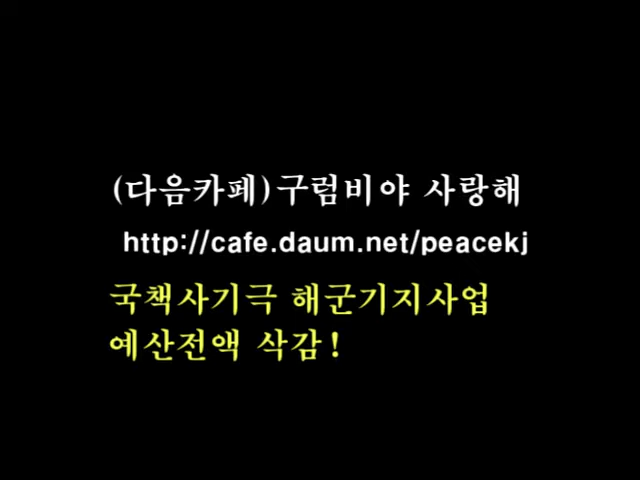 (다음카페)구럼비야 사랑해
http://cafe.daum.net/peacekj
국책사기극 해군기지사업
예산전액 삭감!